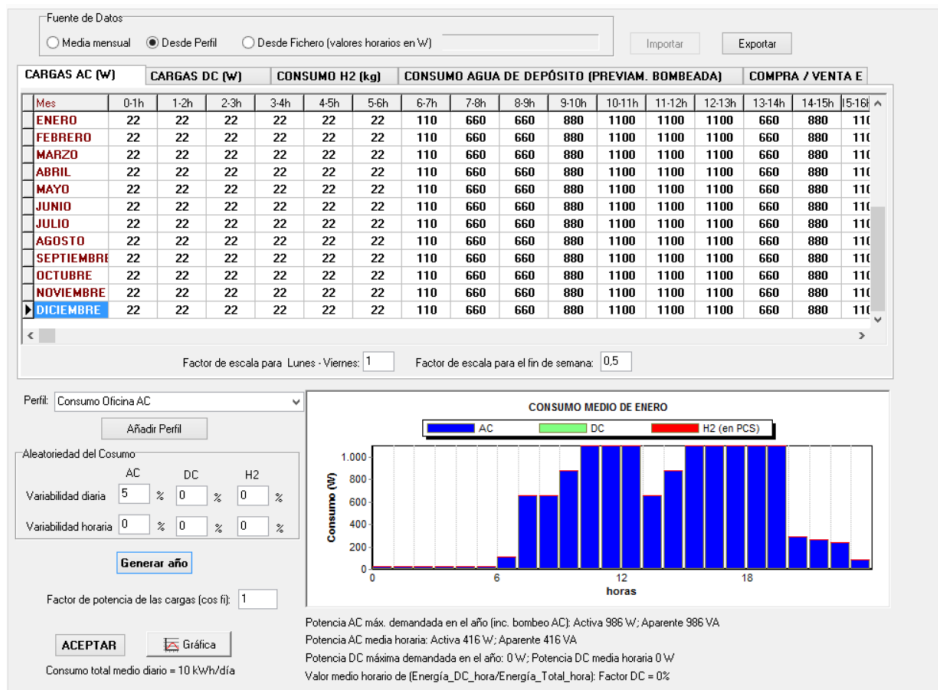 Fuente de Datos
Media mensual Desde Perfil Desde Fichero (valores horarios en W) Importar Exportar
CARGAS AC (W) CARGAS DC (W) CONSUMO H2 (kg) CONSUMO AGUA DE DEPÓSITO (PREVIAM. BOMBEADA) COMPRA / VENTA E
Mes 0-1h 1-2h 2-3h 3-4h 4-5h 5-6h 6-7h 7-8h 8-9h 9-10h 10-11h 11-12h 12-13h 13-14h 14-15h 15-16h
ENERO 22 22 22 22 22 22 110 660 660 880 1100 1100 1100 660 880 110
FEBRERO 22 22 22 22 22 22 110 660 660 880 1100 1100 1100 660 880 110
MARZO 22 22 22 22 22 22 110 660 660 880 1100 1100 1100 660 880 110
ABRIL 22 22 22 22 22 22 110 660 660 880 1100 1100 1100 660 880 110
MAYO 22 22 22 22 22 22 110 660 660 880 1100 1100 1100 660 880 110
JUNIO 22 22 22 22 22 22 110 660 660 880 1100 1100 1100 660 880 110
JULIO 22 22 22 22 22 22 110 660 660 880 1100 1100 1100 660 880 110
AGOSTO 22 22 22 22 22 22 110 660 660 880 1100 1100 1100 660 880 110
SEPTIEMBRE 22 22 22 22 22 22 110 660 660 880 1100 1100 1100 660 880 110
OCTUBRE 22 22 22 22 22 22 110 660 660 880 1100 1100 1100 660 880 110
NOVIEMBRE 22 22 22 22 22 22 110 660 660 880 1100 1100 1100 660 880 110
DICIEMBRE 22 22 22 22 22 22 110 660 660 880 1100 1100 1100 660 880 110
Factor de escala para Lunes - Viernes: 1 Factor de escala para el fin de semana: 0,5
Perfil: Consumo Oficina AC
Añadir Perfil
Aleatoriedad del Cosumo
AC DC H2
Variabilidad diaria 5 % 0 % 0 %
Variabilidad horaria 0 % 0 % 0 %
Generar año
Factor de potencia de las cargas (cos fi): 1
ACEPTAR Gráfica
Consumo total medio diario = 10 kWh/día
CONSUMO MEDIO DE ENERO
AC DC H2 (en PCS)
Consumo (W)
1.000
800
600
400
200
0
0 6 12 18
horas
Potencia AC máx. demandada en el año (inc. bombeo AC): Activa 986 W; Aparente 986 VA
Potencia AC media horaria: Activa 416 W; Aparente 416 VA
Potencia DC máxima demandada en el año: 0 W; Potencia DC media horaria 0 W
Valor medio horario de (Energía_DC_hora/Energía_Total_hora): Factor DC = 0%